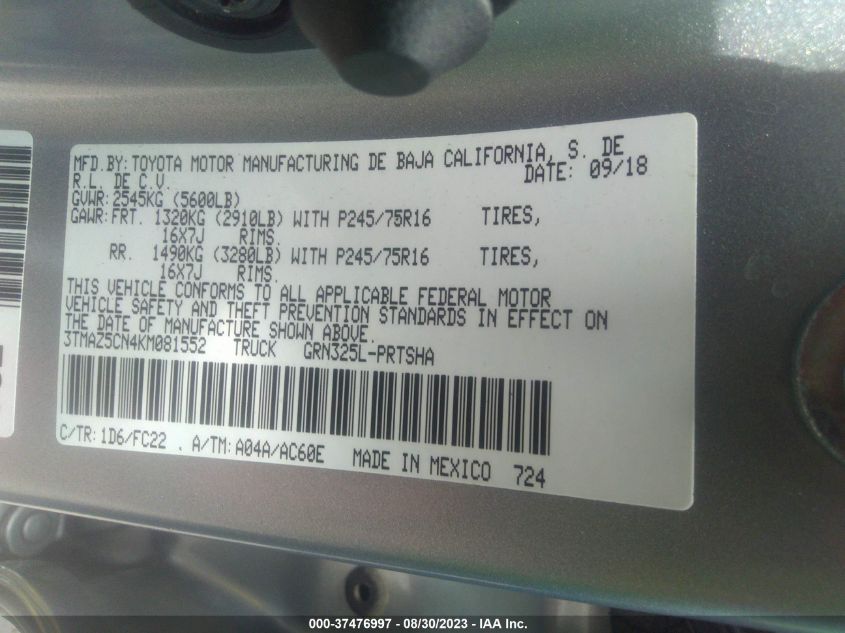 MFD.BY: TOYOTA MOTOR MANUFACTURING DE BAJA CALIFORNIA, S. DE
R.L. DE C.V. DATE: 09/18
GVWR: 2545KG (5600LB)
GAWR: FRT. 1320KG (2910LB) WITH P245/75R16 TIRES,
16X7J RIMS.
RR. 1490KG (3280LB) WITH P245/75R16 TIRES,
16X7J RIMS.
THIS VEHICLE CONFORMS TO ALL APPLICABLE FEDERAL MOTOR
VEHICLE SAFETY AND THEFT PREVENTION STANDARDS IN EFFECT ON
THE DATE OF MANUFACTURE SHOWN ABOVE.
3TMAZ5CN4KM081552 TRUCK GRN325L-PRTSHA
C/TR: 1D6/FC22 . A/TM: A04A/AC60E MADE IN MEXICO 724
000-37476997 - 08/30/2023 - IAA Inc.